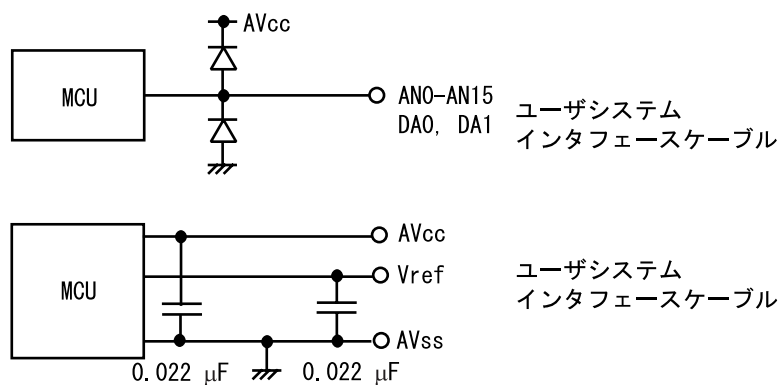 AVcc
MCU
AN0-AN15
DA0, DA1
ユーザシステム
インタフェースケーブル
AVcc
Vref
MCU
ユーザシステム
インタフェースケーブル
AVss
0.022 μF
0.022 μF